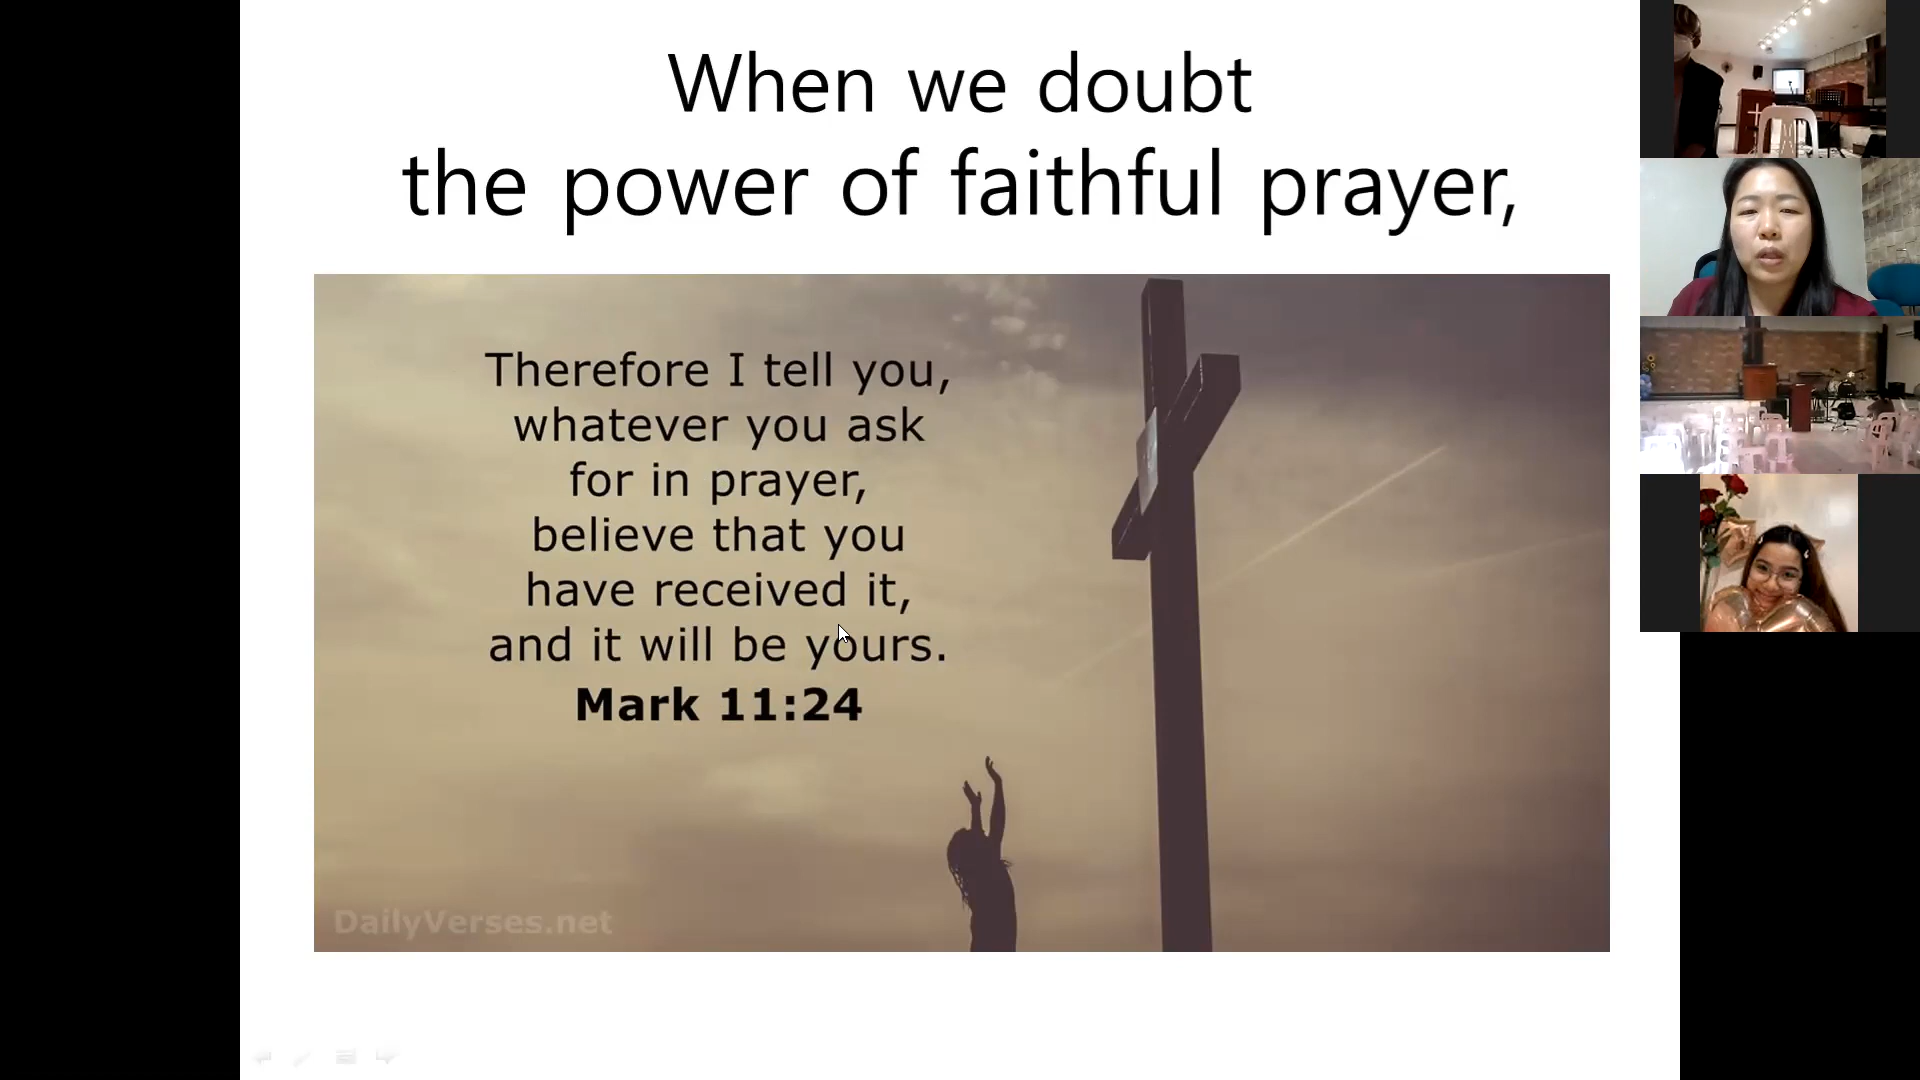 When we doubt
the power of faithful prayer,
Therefore I tell you,
whatever you ask
for in prayer,
believe that you
have received it,
and it will be yours.
Mark 11:24
DailyVerses.net